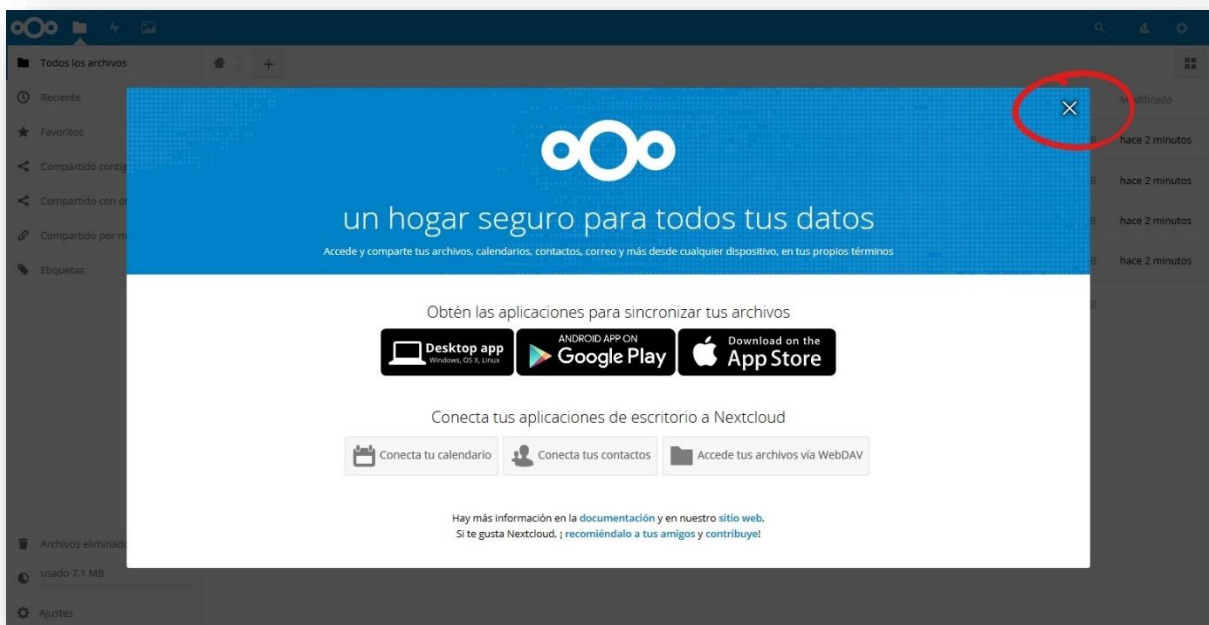 Todos los archivos
Reciente
Favoritos
Compartido contig
Compartido con ot
Compartido por m
Etiquetas
Archivos eliminado
usado 7.1 MB
Ajustes
Modificado
hace 2 minutos
hace 2 minutos
hace 2 minutos
hace 2 minutos
un hogar seguro para todos tus datos
Accede y comparte tus archivos, calendarios, contactos, correo y más desde cualquier dispositivo, en tus propios términos
Obtén las aplicaciones para sincronizar tus archivos
Desktop app
Windows, OS X, Linux
ANDROID APP ON
Google Play
Download on the
App Store
Conecta tus aplicaciones de escritorio a Nextcloud
Conecta tu calendario
Conecta tus contactos
Accede tus archivos vía WebDAV
Hay más información en la documentación y en nuestro sitio web.
Si te gusta Nextcloud, ¡ recomiéndalo a tus amigos y contribuye!